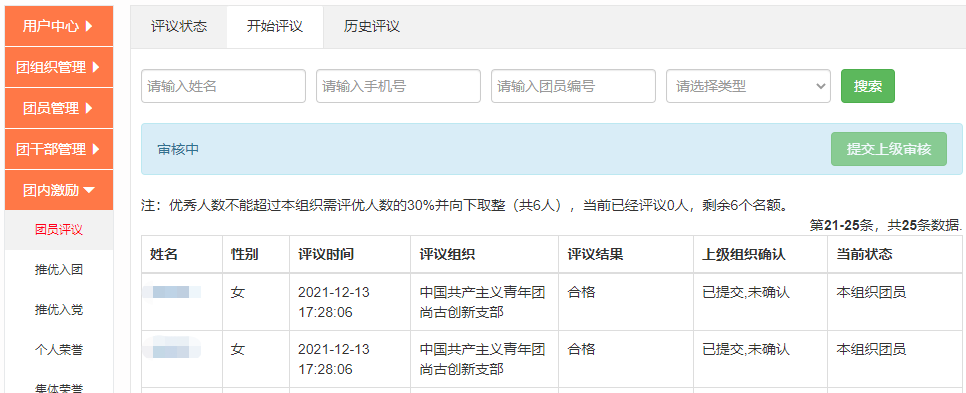 用户中心
团组织管理
团员管理
团干部管理
团内激励
团员评议
推优入团
推优入党
个人荣誉
集体荣誉
评议状态 开始评议 历史评议
请输入姓名 请输入手机号 请输入团员编号 请选择类型 搜索
审核中 提交上级审核
注：优秀人数不能超过本组织需评优人数的30%并向下取整（共6人），当前已经评议0人，剩余6个名额。
第21-25条，共25条数据.
姓名 性别 评议时间 评议组织 评议结果 上级组织确认 当前状态
女 2021-12-13 中国共产主义青年团 合格 已提交,未确认 本组织团员
17:28:06 尚古创新支部
女 2021-12-13 中国共产主义青年团 合格 已提交,未确认 本组织团员
17:28:06 尚古创新支部